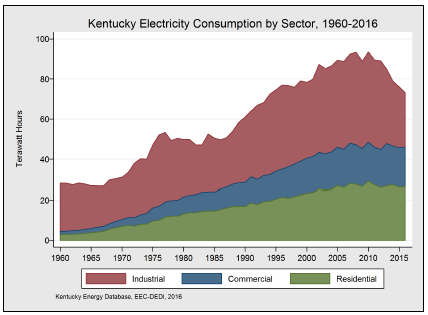 Kentucky Electricity Consumption by Sector, 1960-2016
Terawatt Hours
100
80
60
40
20
0
1960 1965 1970 1975 1980 1985 1990 1995 2000 2005 2010 2015
Industrial Commercial Residential
Kentucky Energy Database, EEC-DEDI, 2016